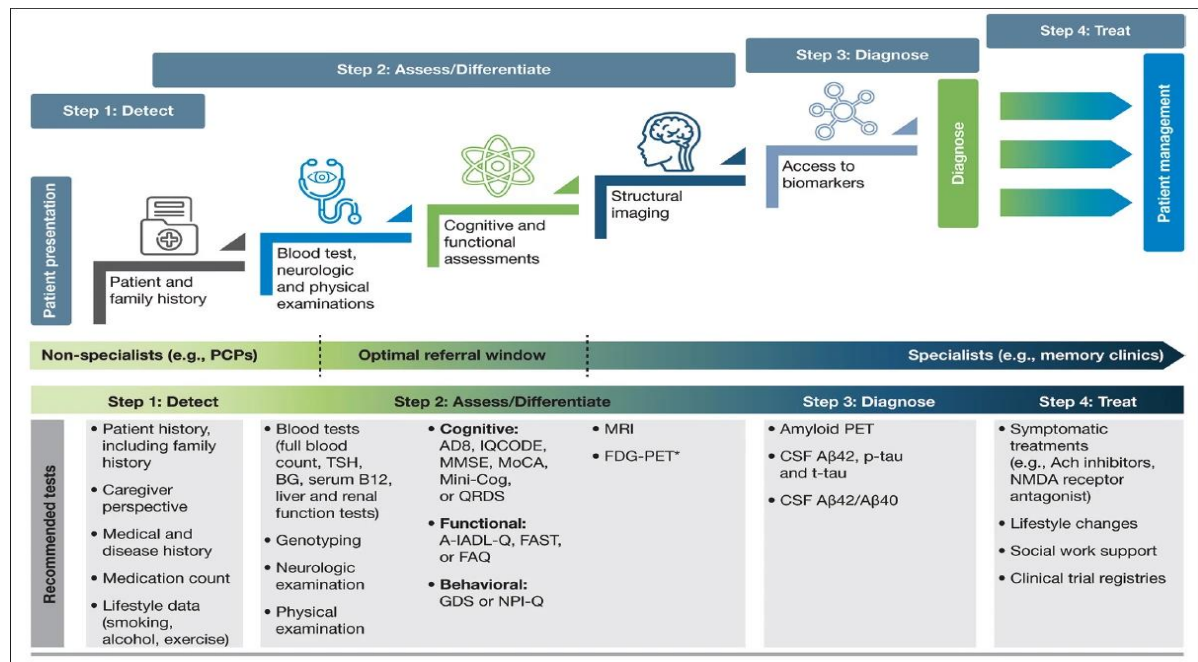 Step 4: Treat
Step 3: Diagnose
Step 2: Assess/Differentiate
Step 1: Detect
Patient presentation
Patient and
family history
Blood test,
neurologic
and physical
examinations
Cognitive and
functional
assessments
Structural
imaging
Access to
biomarkers
Diagnose
Patient management
Non-specialists (e.g., PCPs)
Optimal referral window
Specialists (e.g., memory clinics)
Step 1: Detect
Step 2: Assess/Differentiate
Step 3: Diagnose
Step 4: Treat
Recommended tests
• Patient history,
including family
history
• Caregiver
perspective
• Medical and
disease history
• Medication count
• Lifestyle data
(smoking,
alcohol, exercise)
• Blood tests
(full blood
count, TSH,
BG, serum B12,
liver and renal
function tests)
• Genotyping
• Neurologic
examination
• Physical
examination
• Cognitive:
AD8, IQCODE,
MMSE, MoCA,
Mini-Cog,
or QRDS
• Functional:
A-IADL-Q, FAST,
or FAQ
• Behavioral:
GDS or NPI-Q
• MRI
• FDG-PET*
• Amyloid PET
• CSF Aβ42, p-tau
and t-tau
• CSF Aβ42/Aβ40
• Symptomatic
treatments
(e.g., Ach inhibitors,
NMDA receptor
antagonist)
• Lifestyle changes
• Social work support
• Clinical trial registries